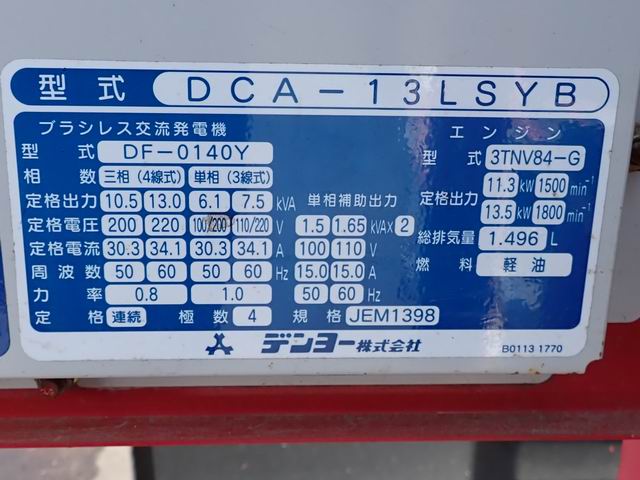 型式 DCA-13LSYB
ブラシレス交流発電機
型式 DF-0140Y
相数 三相(4線式) 単相(3線式)
定格出力 10.5 13.0 6.1 7.5 kVA 単相補助出力
定格電圧 200 220 100/200 110/220 V 1.5 1.65 kVA×2
定格電流 30.3 34.1 30.3 34.1 A 100 110 V
周波数 50 60 50 60 Hz 15.0 15.0 A
力率 0.8 1.0 50 60 Hz
定格 連続 極数 4 規格 JEM1398
エンジン
型式 3TNV84-G
定格出力 11.3 kW 1500 min⁻¹
13.5 kW 1800 min⁻¹
総排気量 1.496 L
燃料 軽油
デンヨー株式会社
B0113 1770